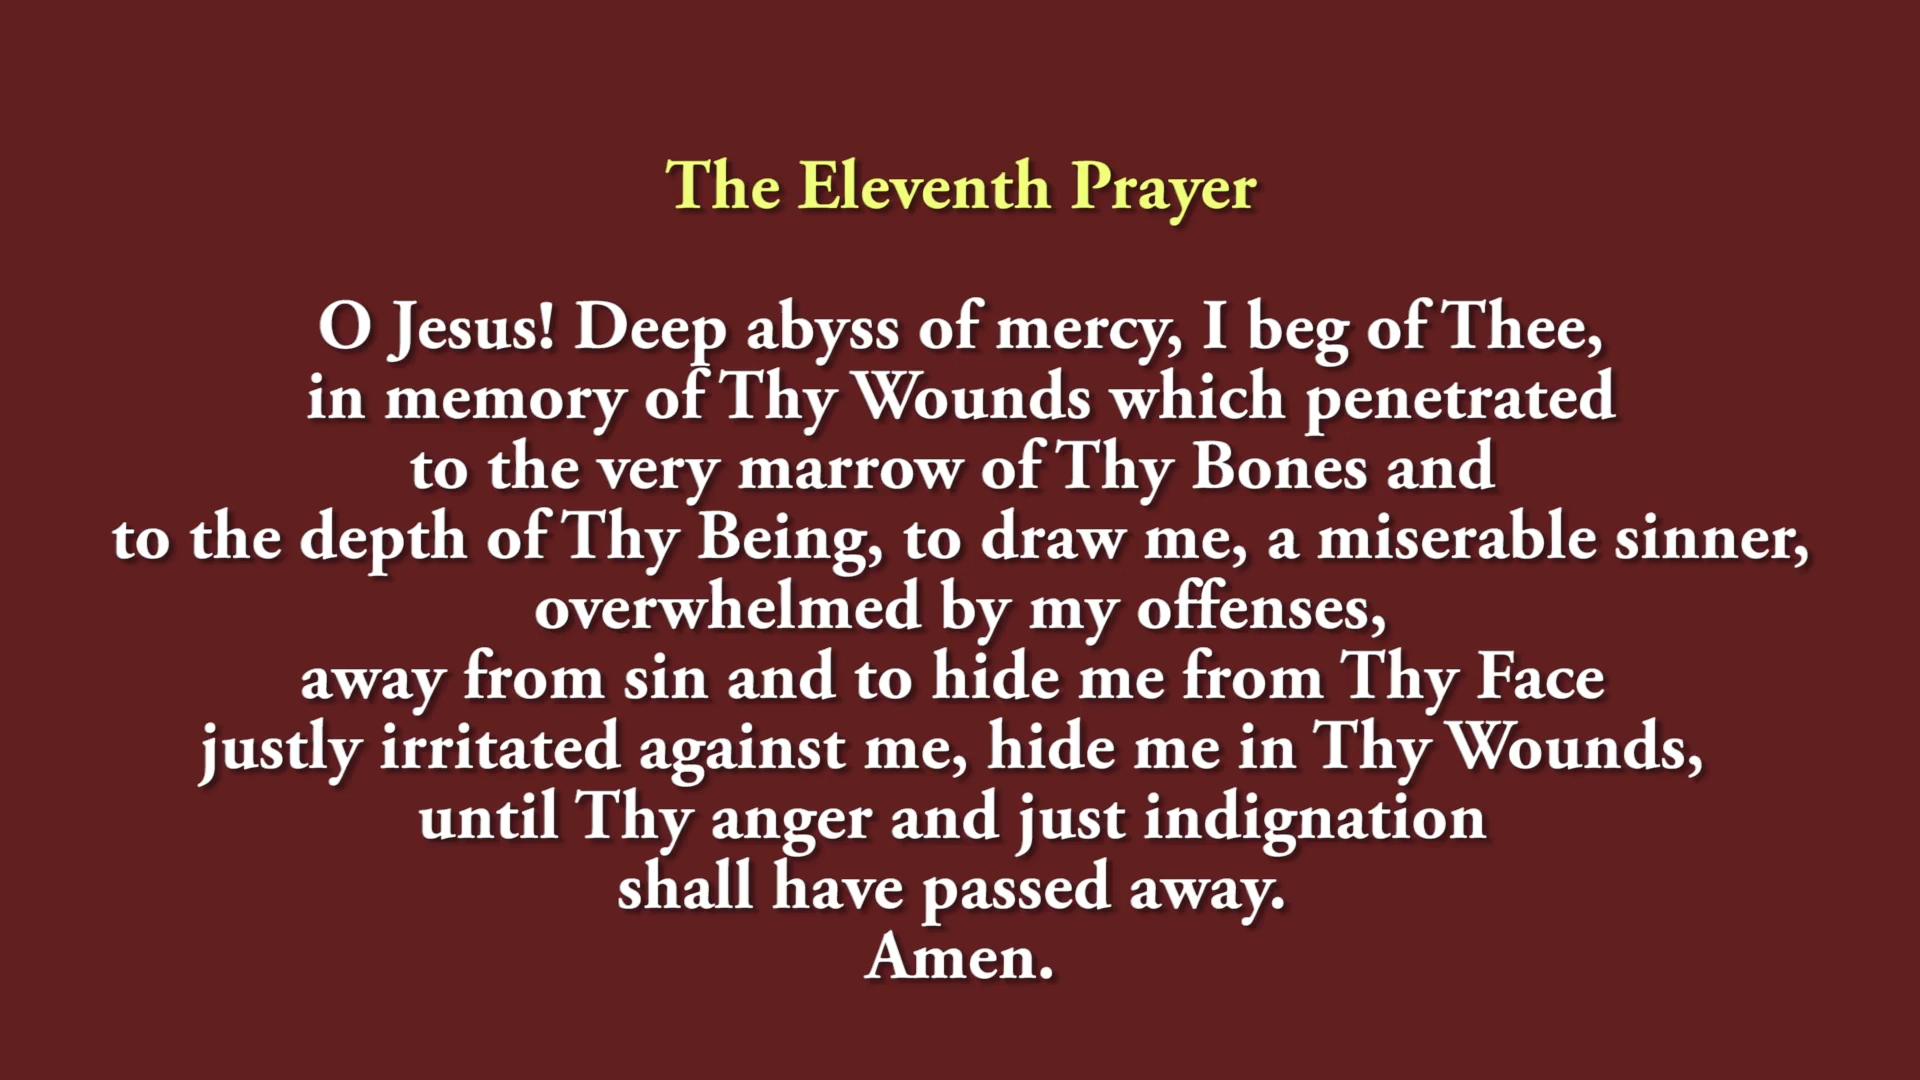 The Eleventh Prayer
O Jesus! Deep abyss of mercy, I beg of Thee,
in memory of Thy Wounds which penetrated
to the very marrow of Thy Bones and
to the depth of Thy Being, to draw me, a miserable sinner,
overwhelmed by my offenses,
away from sin and to hide me from Thy Face
justly irritated against me, hide me in Thy Wounds,
until Thy anger and just indignation
shall have passed away.
Amen.